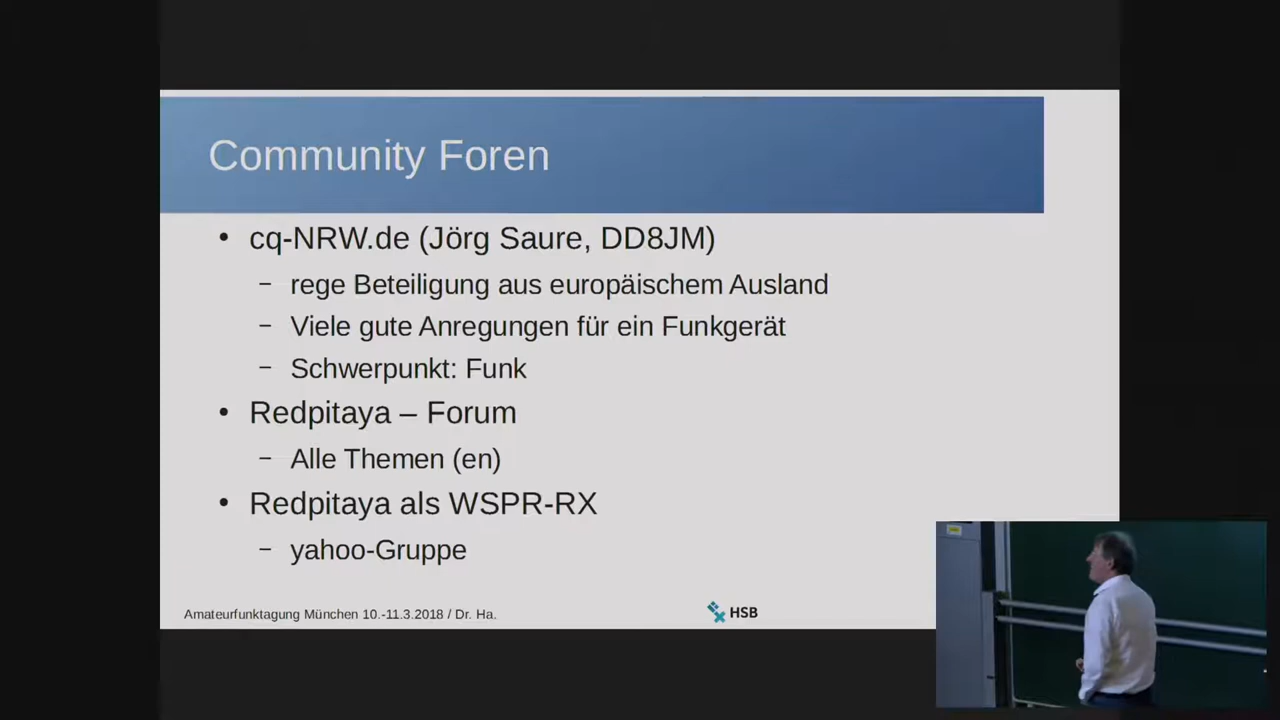 Community Foren
• cq-NRW.de (Jörg Saure, DD8JM)
– rege Beteiligung aus europäischem Ausland
– Viele gute Anregungen für ein Funkgerät
– Schwerpunkt: Funk
• Redpitaya – Forum
– Alle Themen (en)
• Redpitaya als WSPR-RX
– yahoo-Gruppe
Amateurfunktagung München 10.-11.3.2018 / Dr. Ha.
HSB